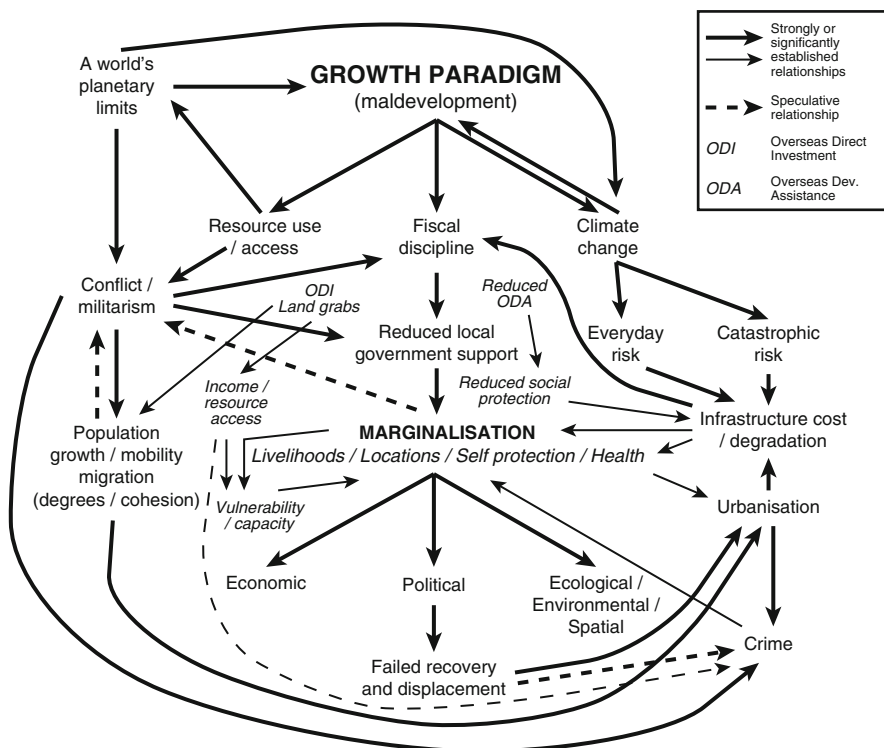 A world's
planetary
limits
GROWTH PARADIGM
(maldevelopment)
Strongly or
significantly
established
relationships
Speculative
relationship
ODI
Overseas Direct
Investment
ODA
Overseas Dev.
Assistance
Resource use
/ access
Fiscal
discipline
Climate
change
Conflict /
militarism
ODI
Land grabs
Reduced
ODA
Reduced local
government support
Everyday
risk
Catastrophic
risk
Income /
resource
access
Reduced social
protection
Population
growth / mobility
migration
(degrees / cohesion)
MARGINALISATION
Livelihoods / Locations / Self protection / Health
Infrastructure cost
/ degradation
Vulnerability
/ capacity
Urbanisation
Economic
Political
Ecological /
Environmental /
Spatial
Failed recovery
and displacement
Crime